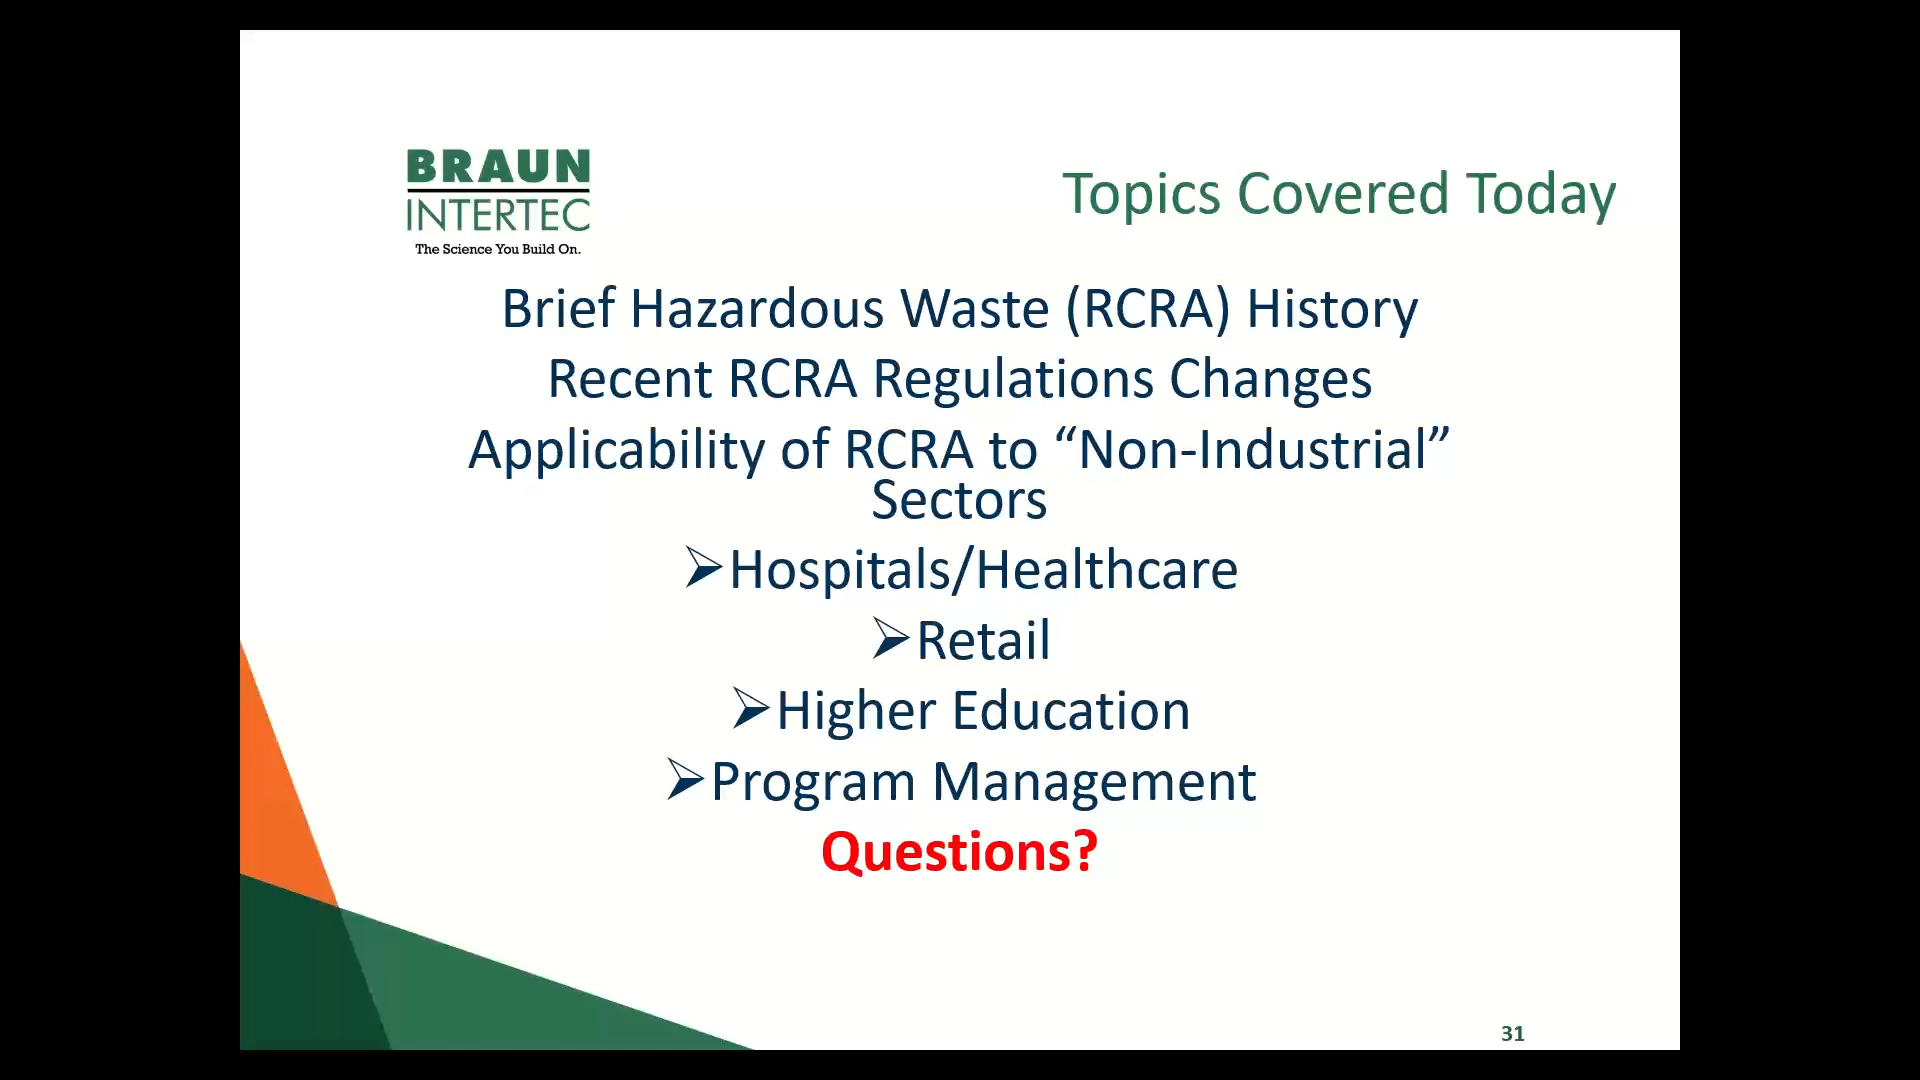 BRAUN
INTERTEC
The Science You Build On.
Topics Covered Today
Brief Hazardous Waste (RCRA) History
Recent RCRA Regulations Changes
Applicability of RCRA to “Non-Industrial”
Sectors
➢Hospitals/Healthcare
➢Retail
➢Higher Education
➢Program Management
Questions?
31